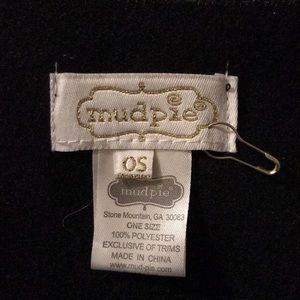 mudpie®
OS
mudpie
Stone Mountain, GA 30083
ONE SIZE
100% POLYESTER
EXCLUSIVE OF TRIMS
MADE IN CHINA
www.mud-pie.com